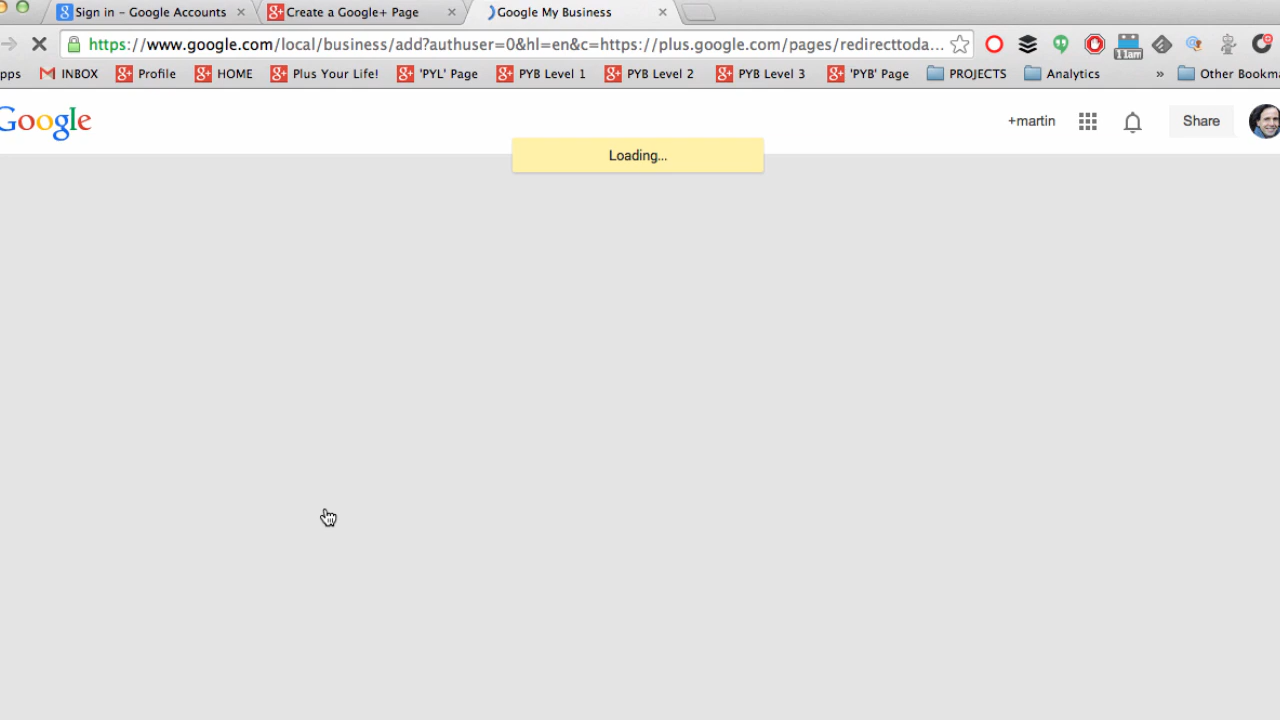 Sign in – Google Accounts
Create a Google+ Page
Google My Business
https://www.google.com/local/business/add?authuser=0&hl=en&c=https://plus.google.com/pages/redirecttoda...
11am
pps INBOX Profile HOME Plus Your Life! 'PYL' Page PYB Level 1 PYB Level 2 PYB Level 3 'PYB' Page PROJECTS Analytics » Other Bookma
Google
+martin
Share
Loading...